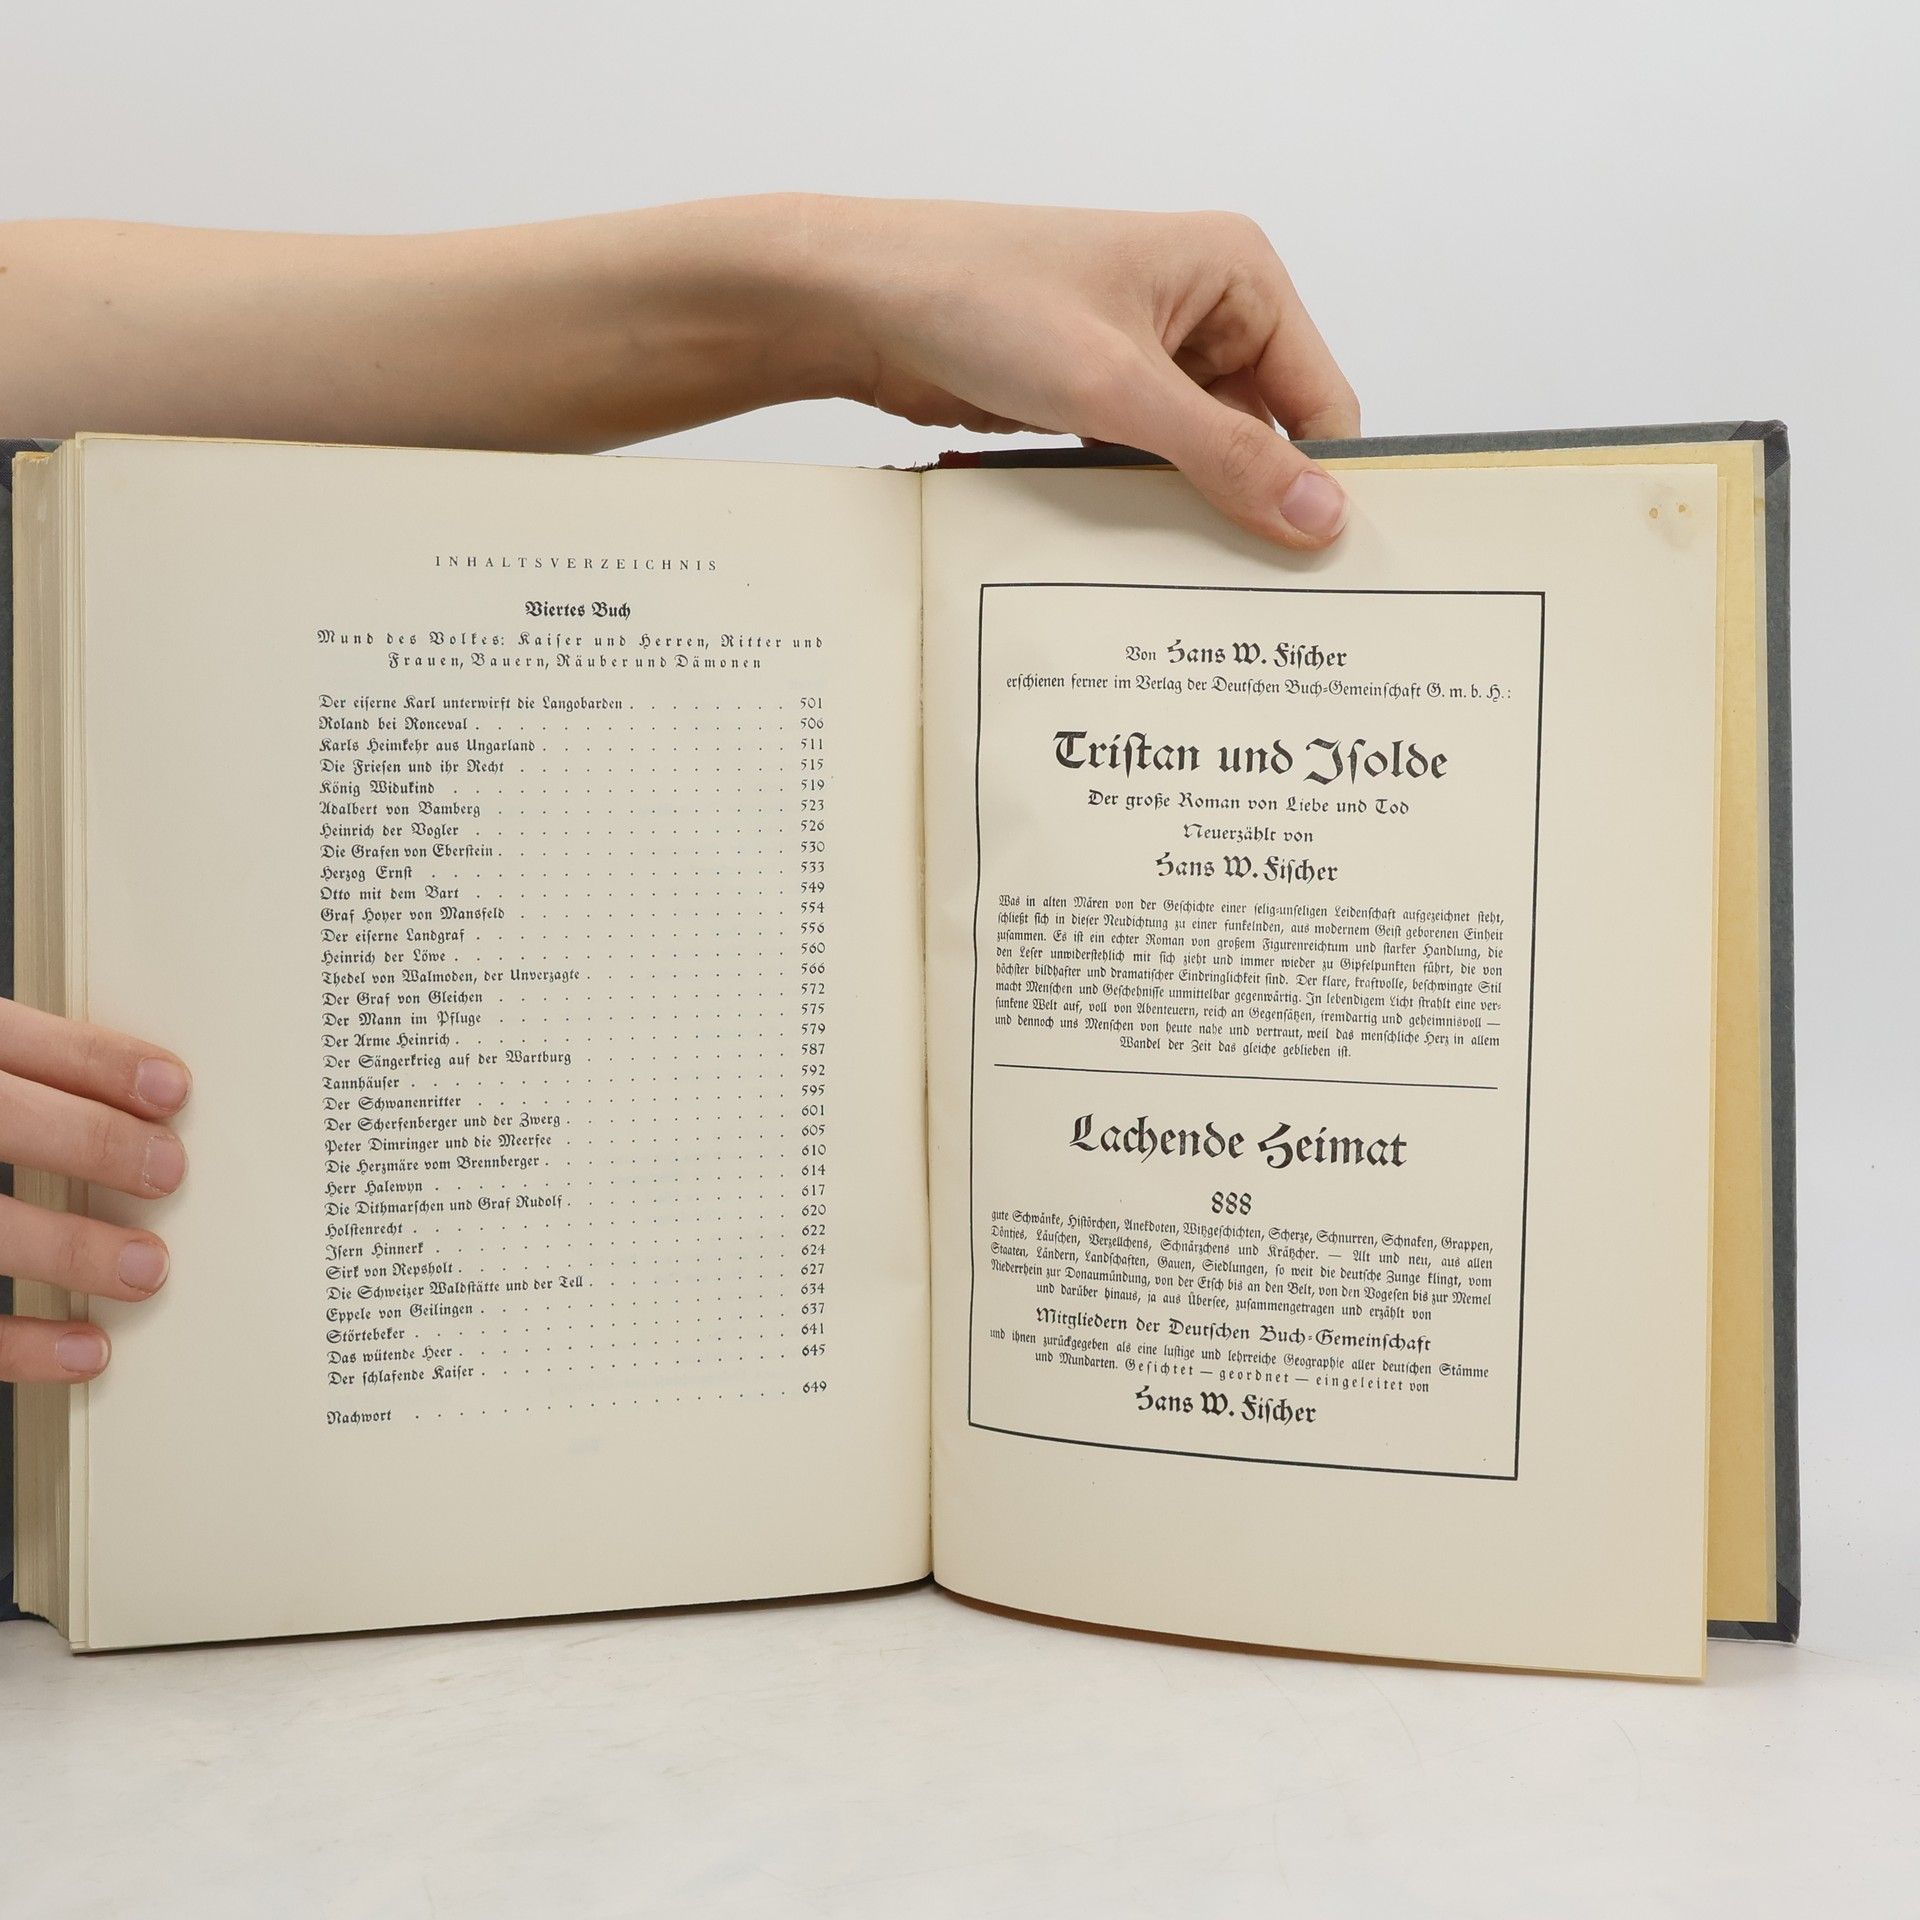 INHALTSVERZEICHNIS
Viertes Buch
Mund des Volkes: Kaiser und Herren, Ritter und
Frauen, Bauern, Räuber und Dämonen
Der eiserne Karl unterwirft die Langobarden . . . . . . . . 501
Roland bei Ronceval . . . . . . . . . . . . . . 506
Karls Heimkehr aus Ungarland . . . . . . . . . . . . 511
Die Friesen und ihr Recht . . . . . . . . . . . . . 515
König Widukind . . . . . . . . . . . . . . . 519
Adalbert von Bamberg . . . . . . . . . . . . . . 523
Heinrich der Vogler . . . . . . . . . . . . . . 526
Die Grafen von Eberstein . . . . . . . . . . . . . 530
Herzog Ernst . . . . . . . . . . . . . . . . 533
Otto mit dem Bart . . . . . . . . . . . . . . 549
Graf Hoyer von Mansfeld . . . . . . . . . . . . . 554
Der eiserne Landgraf . . . . . . . . . . . . . . 556
Heinrich der Löwe . . . . . . . . . . . . . . . 560
Thedel von Walmoden, der Unverzagte . . . . . . . . . . 566
Der Graf von Gleichen . . . . . . . . . . . . . . 572
Der Mann im Pfluge . . . . . . . . . . . . . . 575
Der Arme Heinrich . . . . . . . . . . . . . . . 579
Der Sängerkrieg auf der Wartburg . . . . . . . . . . 587
Tannhäuser . . . . . . . . . . . . . . . . . 592
Der Schwanenritter . . . . . . . . . . . . . . 595
Der Scherfenberger und der Zwerg . . . . . . . . . . . 601
Peter Dimringer und die Meerfee . . . . . . . . . . . 605
Die Herzmäre vom Brennberger . . . . . . . . . . . . 610
Herr Halewyn . . . . . . . . . . . . . . . . 614
Die Dithmarschen und Graf Rudolf . . . . . . . . . . . 617
Holstenrecht . . . . . . . . . . . . . . . . . 620
Isern Hinnerk . . . . . . . . . . . . . . . . 622
Sirk von Repsholt . . . . . . . . . . . . . . . 624
Die Schweizer Waldstätte und der Tell . . . . . . . . . . 627
Eppele von Geilingen . . . . . . . . . . . . . . 634
Störtebeker . . . . . . . . . . . . . . . . . 637
Das wütende Heer . . . . . . . . . . . . . . . 641
Der schlafende Kaiser . . . . . . . . . . . . . . 645
Nachwort . . . . . . . . . . . . . . . . . 649
Von Hans W. Fischer
erschienen ferner im Verlag der Deutschen Buch-Gemeinschaft G. m. b. H.:
Tristan und Isolde
Der große Roman von Liebe und Tod
Neuerzählt von
Hans W. Fischer
Was in alten Mären von der Geschichte einer selig-unseligen Leidenschaft aufgezeichnet steht,
schließt sich in dieser Neudichtung zu einer funkelnden, aus modernem Geist geborenen Einheit
zusammen. Es ist ein echter Roman von großem Figurenreichtum und starker Handlung, die
den Leser unwiderstehlich mit sich zieht und immer wieder zu Gipfelpunkten führt, die von
höchster bildhafter und dramatischer Eindringlichkeit sind. Der klare, kraftvolle, beschwingte Stil
macht Menschen und Geschehnisse unmittelbar gegenwärtig. In lebendigem Licht strahlt eine ver-
sunkene Welt auf, voll von Abenteuern, reich an Gegensätzen, fremdartig und geheimnisvoll —
und dennoch uns Menschen von heute nahe und vertraut, weil das menschliche Herz in allem
Wandel der Zeit das gleiche geblieben ist.
Lachende Heimat
888
gute Schwänke, Histörchen, Anekdoten, Witzgeschichten, Scherze, Schnurren, Schnaken, Grappen,
Döntjes, Läuschen, Verzellchens, Schnärzchens und Krätzcher. — Alt und neu, aus allen
Staaten, Ländern, Landschaften, Gauen, Siedlungen, so weit die deutsche Zunge klingt, vom
Niederrhein zur Donaumündung, von der Etsch bis an den Belt, von den Vogesen bis zur Memel
und darüber hinaus, ja aus Übersee, zusammengetragen und erzählt von
Mitgliedern der Deutschen Buch-Gemeinschaft
und ihnen zurückgegeben als eine lustige und lehrreiche Geographie aller deutschen Stämme
und Mundarten. Gesichtet — geordnet — eingeleitet von
Hans W. Fischer